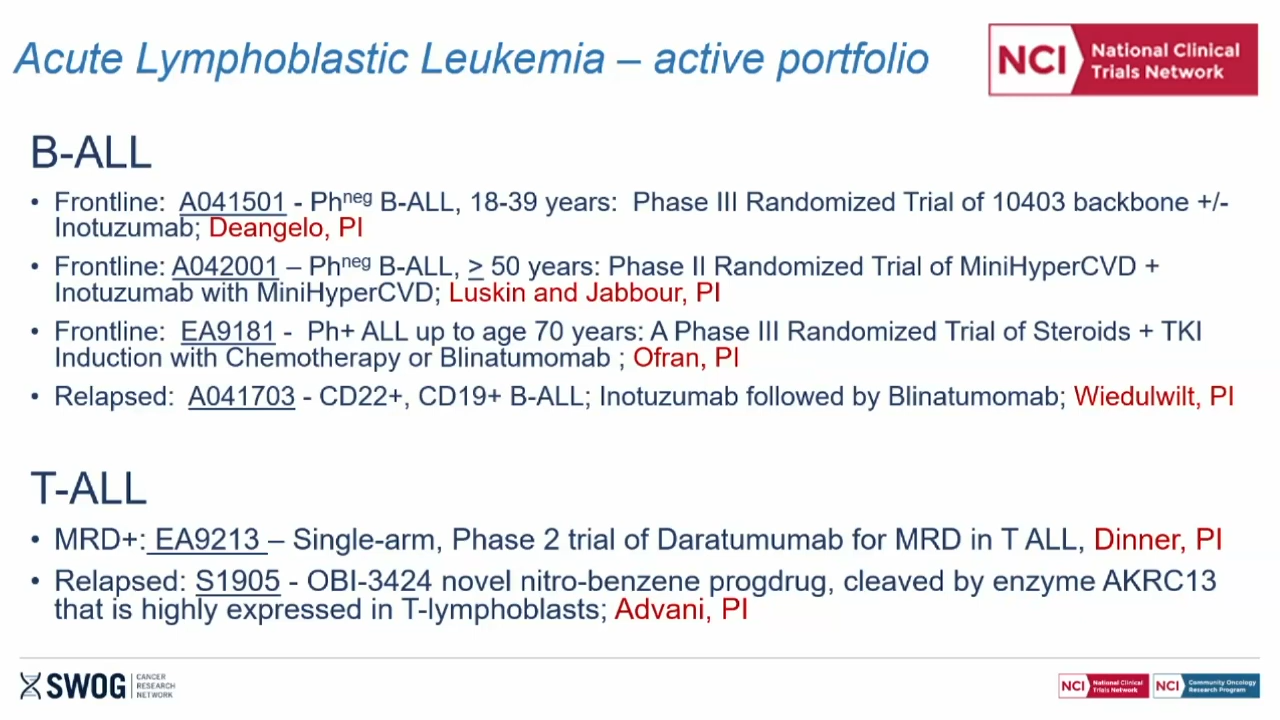 Acute Lymphoblastic Leukemia – active portfolio
NCI National Clinical
Trials Network
B-ALL
• Frontline: A041501 - Phneg B-ALL, 18-39 years: Phase III Randomized Trial of 10403 backbone +/-
Inotuzumab; Deangelo, PI
• Frontline: A042001 – Phneg B-ALL, ≥ 50 years: Phase II Randomized Trial of MiniHyperCVD +
Inotuzumab with MiniHyperCVD; Luskin and Jabbour, PI
• Frontline: EA9181 - Ph+ ALL up to age 70 years: A Phase III Randomized Trial of Steroids + TKI
Induction with Chemotherapy or Blinatumomab ; Ofran, PI
• Relapsed: A041703 - CD22+, CD19+ B-ALL; Inotuzumab followed by Blinatumomab; Wiedulwilt, PI
T-ALL
• MRD+: EA9213 – Single-arm, Phase 2 trial of Daratumumab for MRD in T ALL, Dinner, PI
• Relapsed: S1905 - OBI-3424 novel nitro-benzene progdrug, cleaved by enzyme AKRC13
that is highly expressed in T-lymphoblasts; Advani, PI
SWOG CANCER
RESEARCH
NETWORK
NCI National Clinical
Trials Network
NCI Community Oncology
Research Program